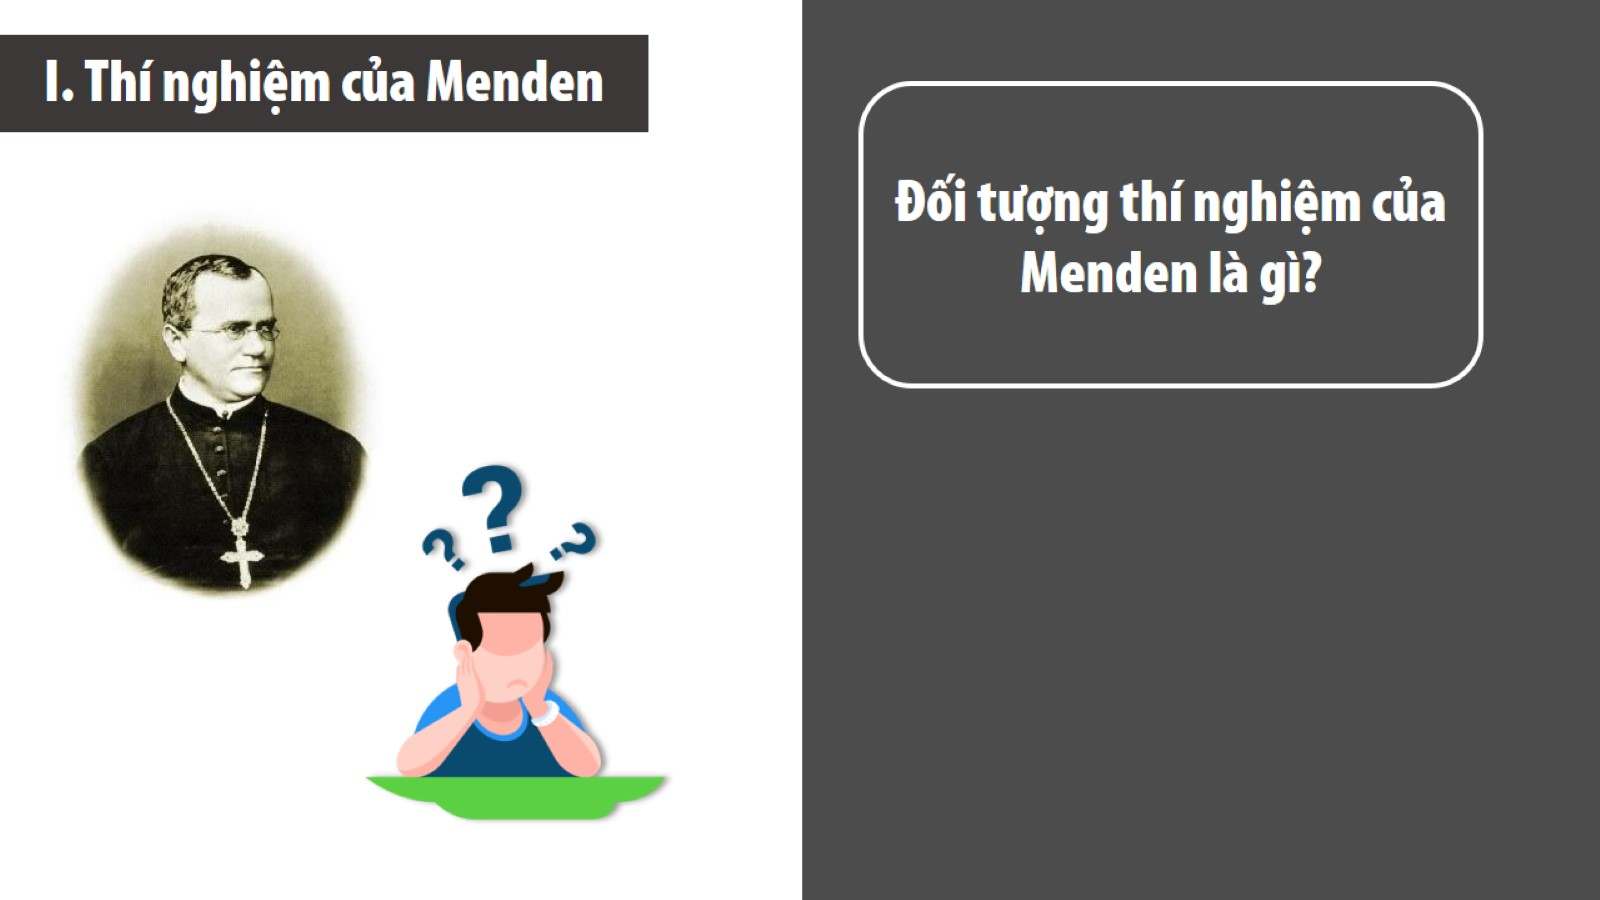 I. Thí nghiệm của Menden
Đối tượng thí nghiệm của
Menden là gì?
? ? ?